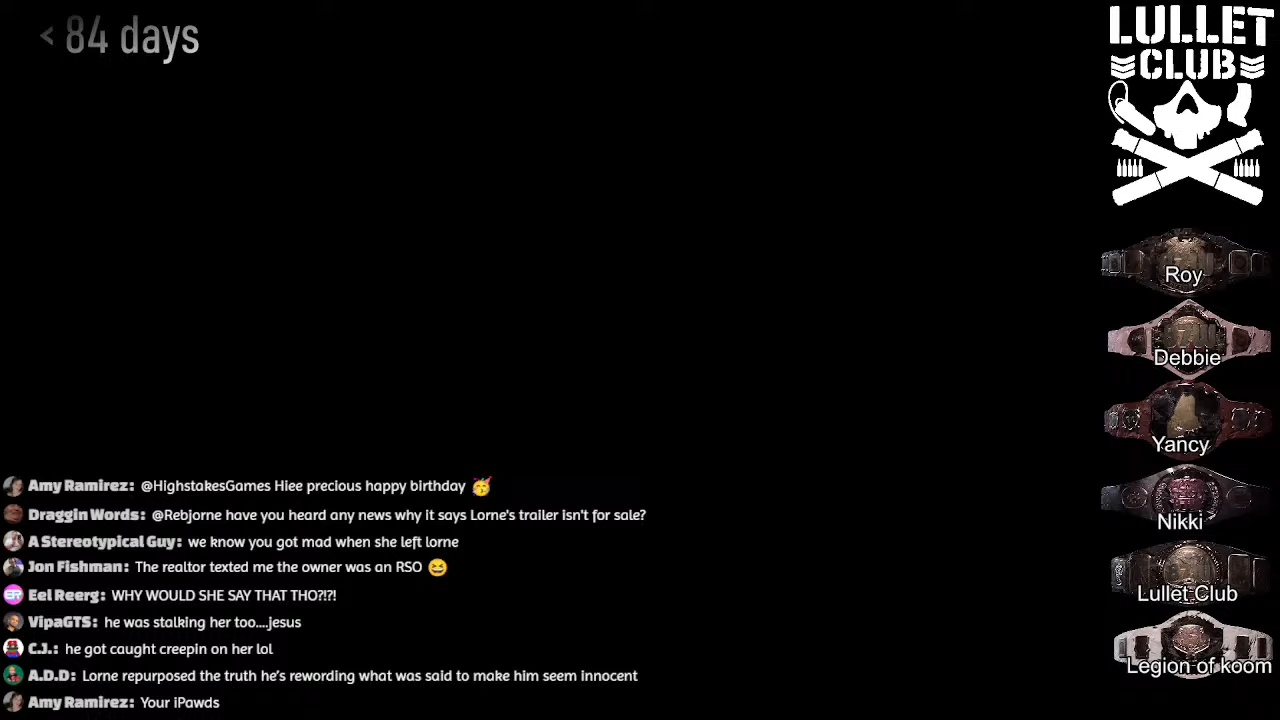 < 84 days
LULLET
CLUB
Roy
Debbie
Yancy
Nikki
Lullet Club
Legion of koom
Amy Ramirez: @HighstakesGames Hiee precious happy birthday 🥳
Draggin Words: @Rebjorne have you heard any news why it says Lorne's trailer isn't for sale?
A Stereotypical Guy: we know you got mad when she left lorne
Jon Fishman: The realtor texted me the owner was an RSO 😆
Eel Reerg: WHY WOULD SHE SAY THAT THO?!?!
VipaGTS: he was stalking her too....jesus
C.J.: he got caught creepin on her lol
A.D.D: Lorne repurposed the truth he's rewording what was said to make him seem innocent
Amy Ramirez: Your iPawds